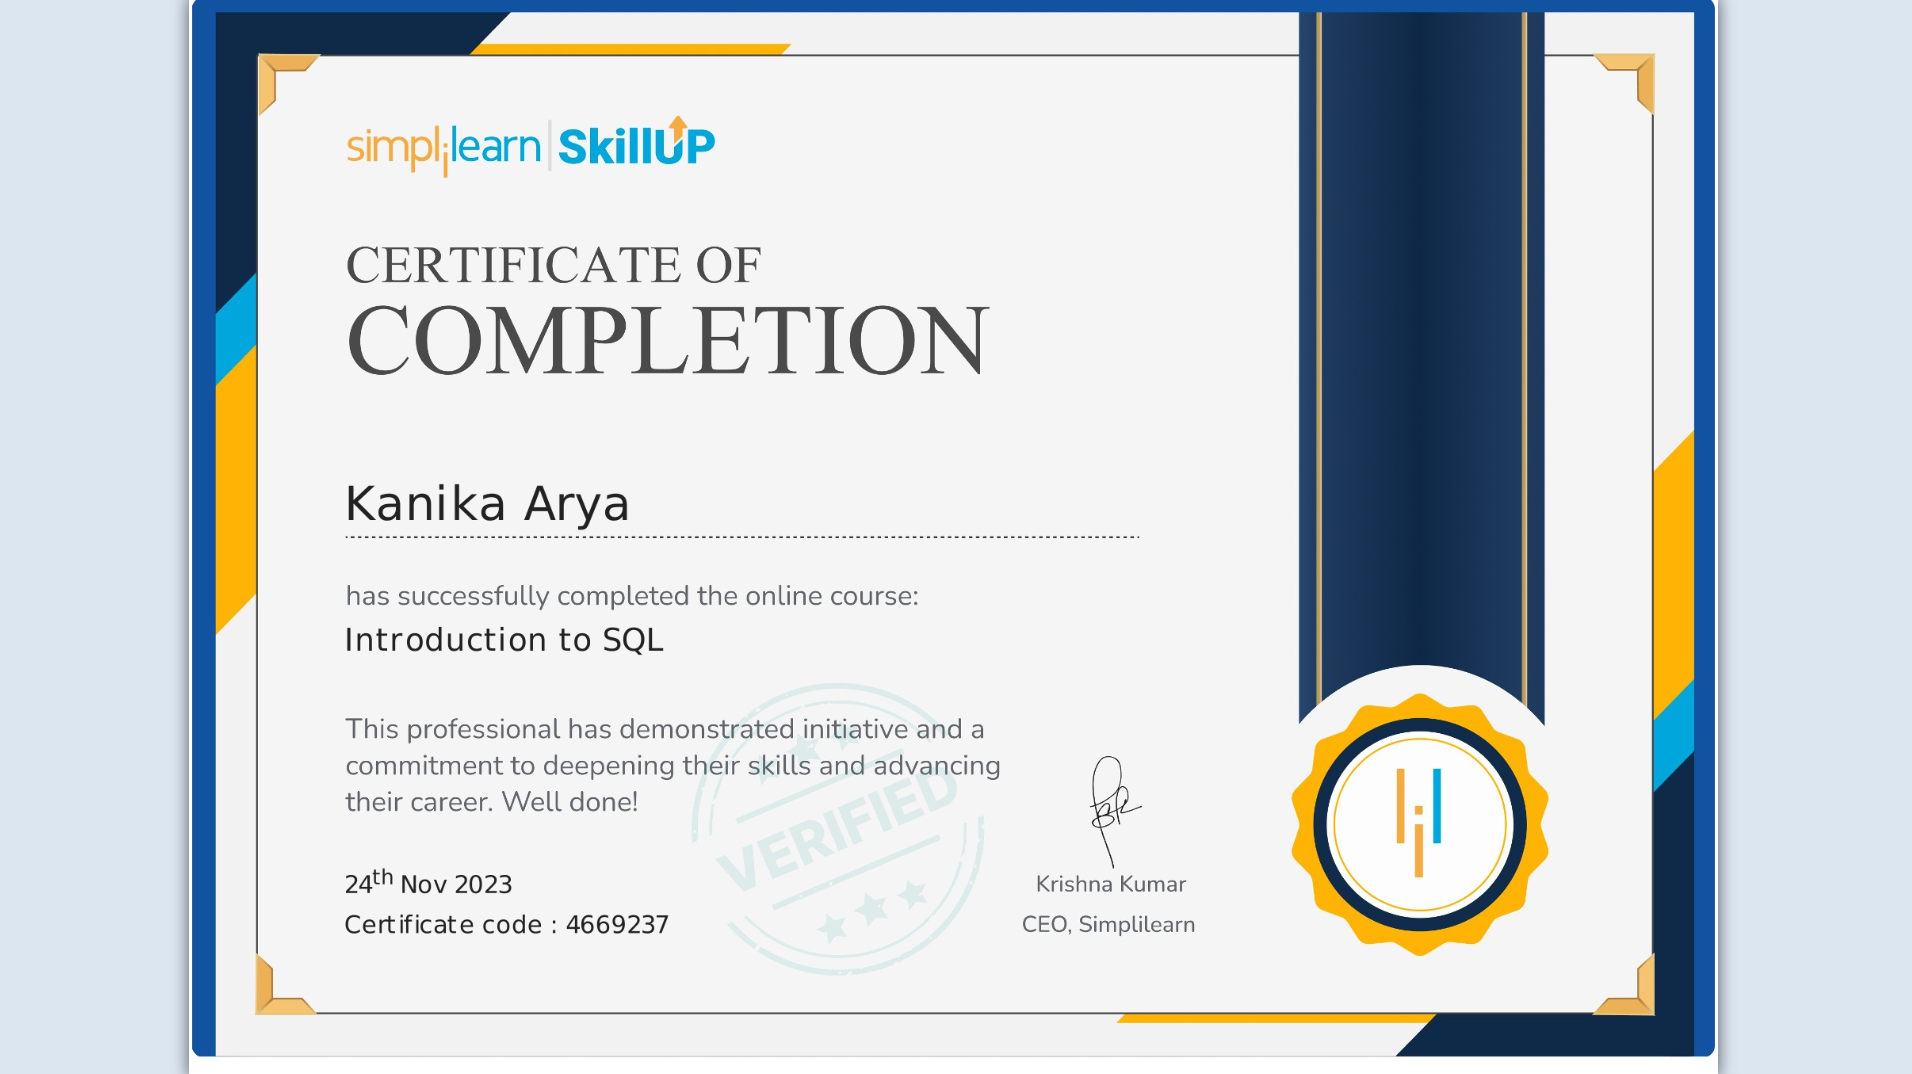 simplilearn | SkillUP
CERTIFICATE OF
COMPLETION
Kanika Arya
has successfully completed the online course:
Introduction to SQL
This professional has demonstrated initiative and a
commitment to deepening their skills and advancing
their career. Well done!
VERIFIED
24th Nov 2023
Certificate code : 4669237
Krishna Kumar
CEO, Simplilearn